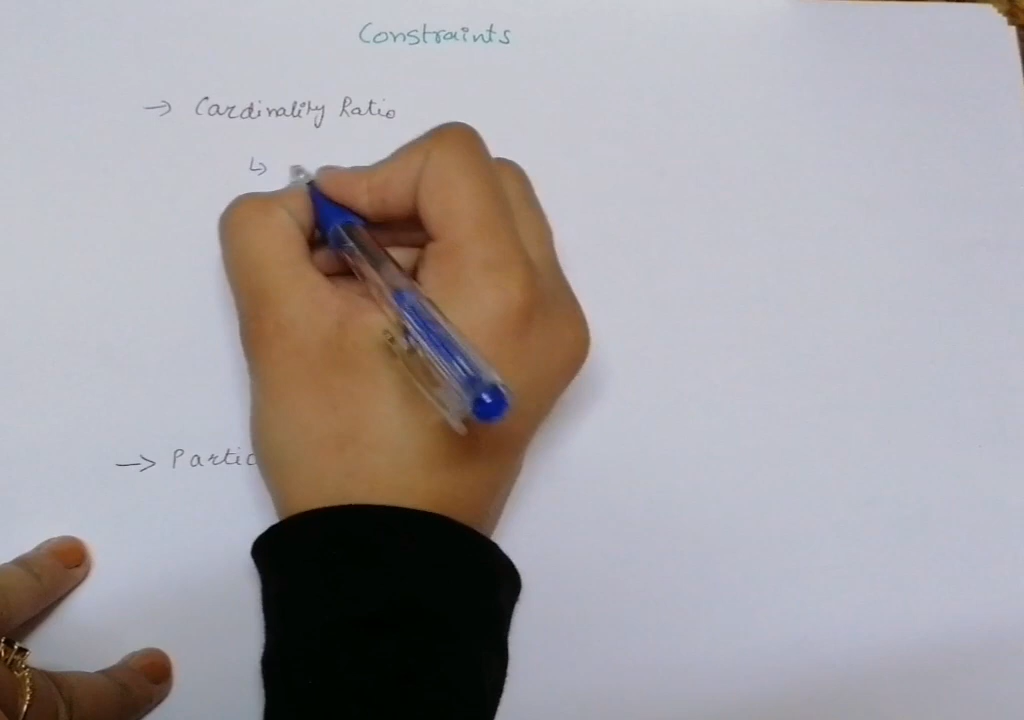 Constraints
→ Cardinality Ratio
↳
→ Partic